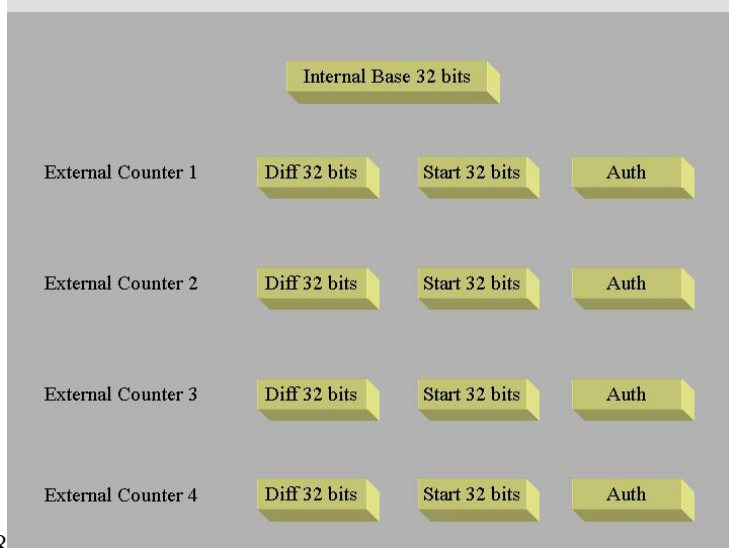 Internal Base 32 bits
External Counter 1 Diff 32 bits Start 32 bits Auth
External Counter 2 Diff 32 bits Start 32 bits Auth
External Counter 3 Diff 32 bits Start 32 bits Auth
External Counter 4 Diff 32 bits Start 32 bits Auth